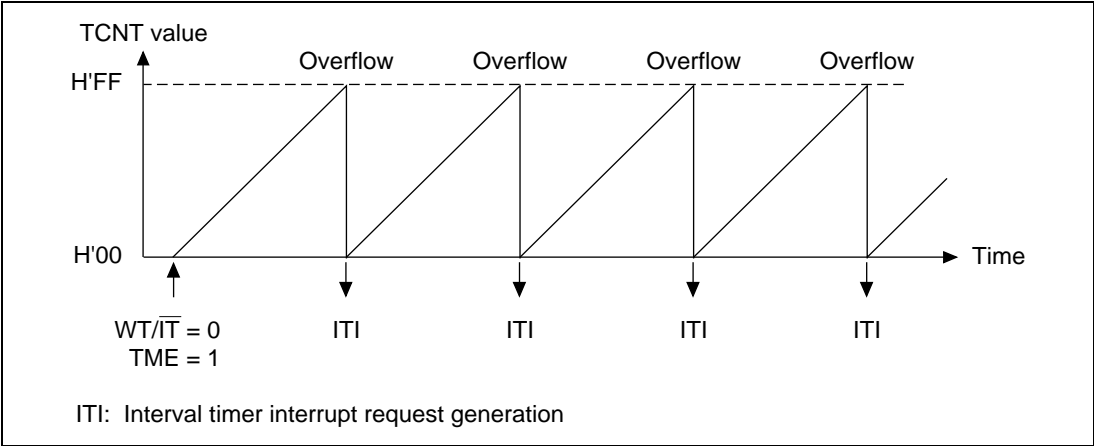 TCNT value
Overflow Overflow Overflow Overflow
H'FF
H'00
Time
WT/I̅T̅ = 0
TME = 1
ITI ITI ITI ITI
ITI: Interval timer interrupt request generation